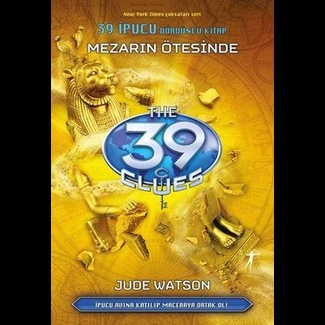 New York Times çoksatan seri
39 İPUCU DÖRDÜNCÜ KİTAP
MEZARIN ÖTESİNDE
THE
39
CLUES
JUDE WATSON
İPUCU AVINA KATILIP MACERAYA ORTAK OL!